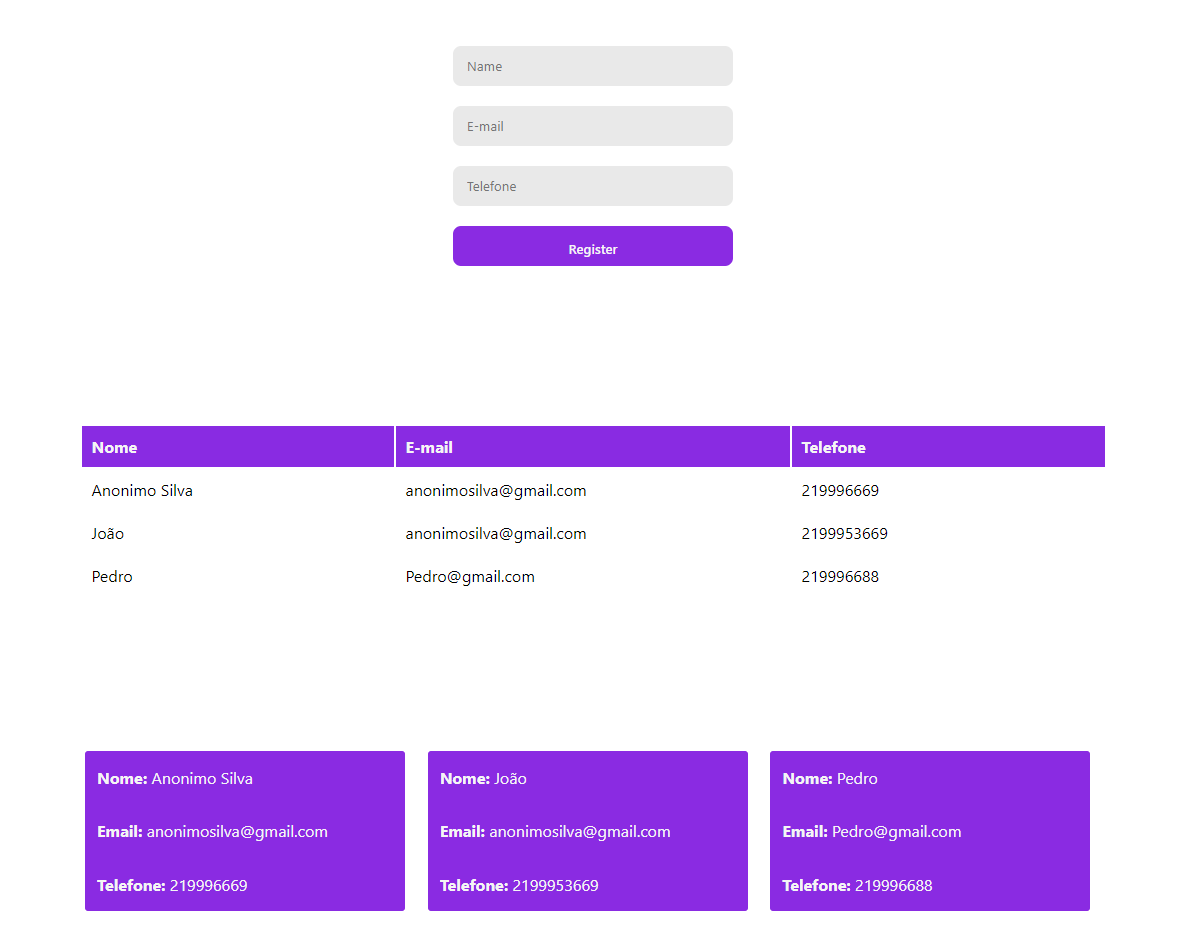 Name
E-mail
Telefone
Register
Nome E-mail Telefone
Anonimo Silva anonimosilva@gmail.com 219996669
João anonimosilva@gmail.com 2199953669
Pedro Pedro@gmail.com 219996688
Nome: Anonimo Silva
Email: anonimosilva@gmail.com
Telefone: 219996669
Nome: João
Email: anonimosilva@gmail.com
Telefone: 2199953669
Nome: Pedro
Email: Pedro@gmail.com
Telefone: 219996688